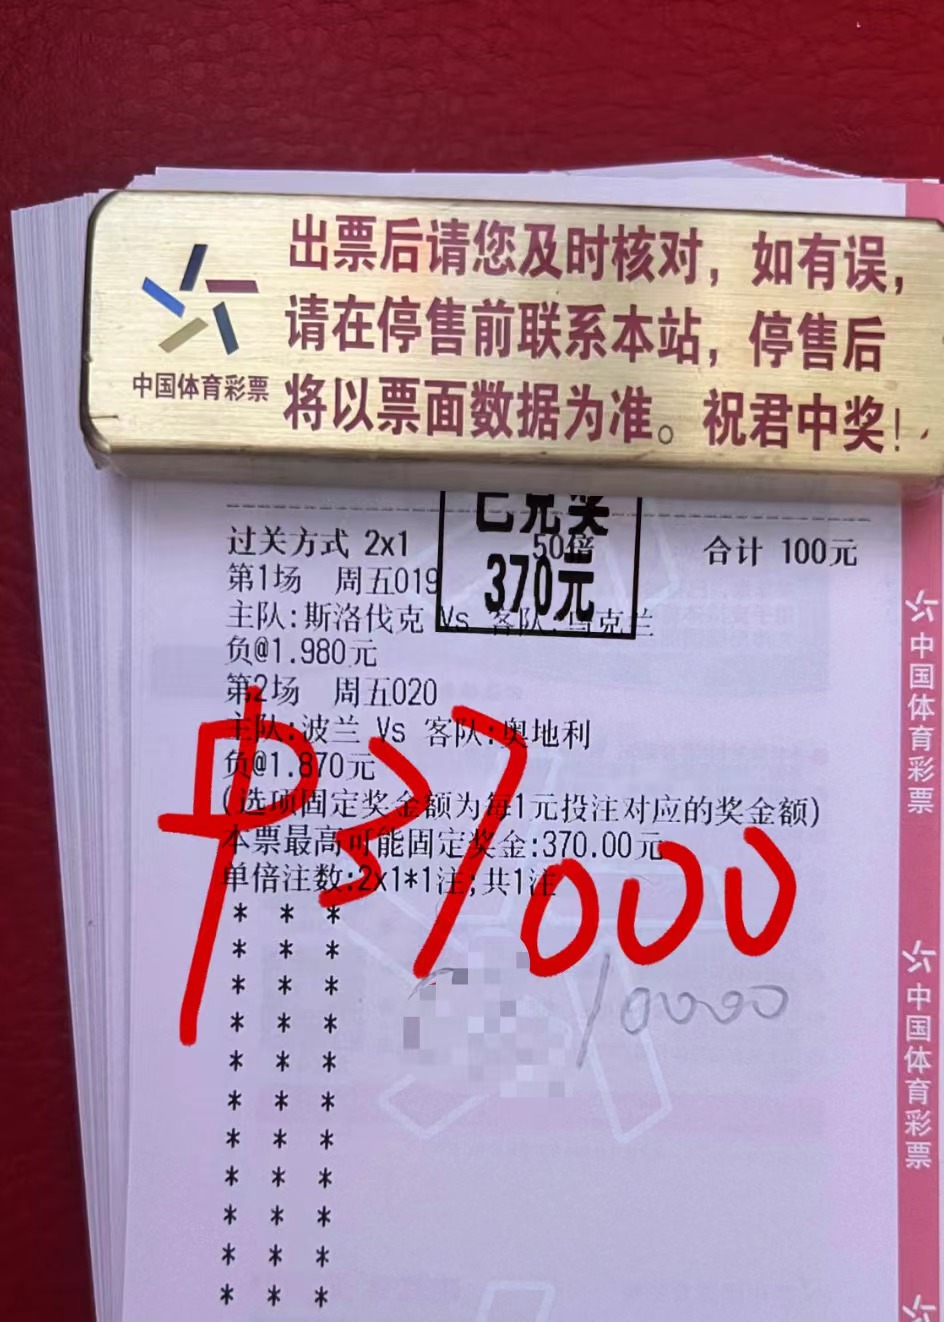 出票后请您及时核对，如有误，
请在停售前联系本站，停售后
将以票面数据为准。祝君中奖！
中国体育彩票
已兑奖
370元
过关方式 2x1 50倍 合计 100元
第1场 周五019
主队:斯洛伐克 Vs 客队:乌克兰
负@1.980元
第2场 周五020
主队:波兰 Vs 客队:奥地利
负@1.870元
(选项固定奖金额为每1元投注对应的奖金额)
本票最高可能固定奖金:370.00元
单倍注数:2x1*1注;共1注
* * *
* * *
* * *
* * *
* * *
* * *
* * *
* * *
* * *
* * *
* * *
中37000
10000
中国体育彩票
中国体育彩票